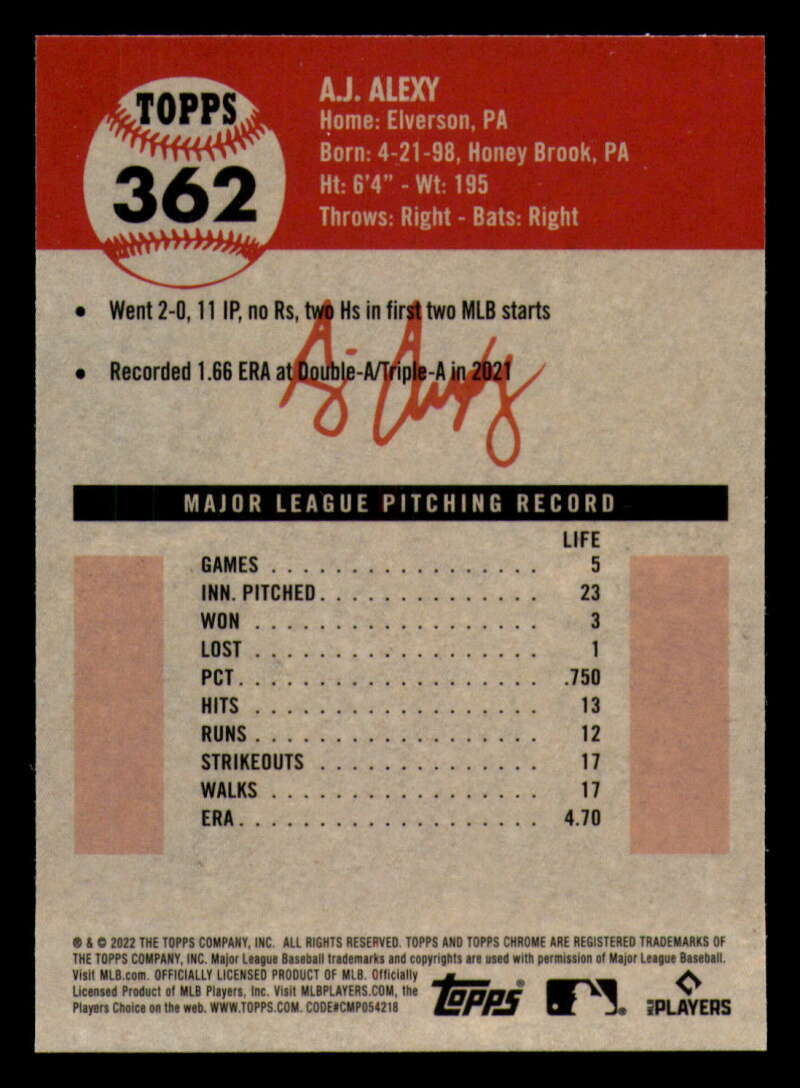 TOPPS
362
A.J. ALEXY
Home: Elverson, PA
Born: 4-21-98, Honey Brook, PA
Ht: 6'4" - Wt: 195
Throws: Right - Bats: Right
• Went 2-0, 11 IP, no Rs, two Hs in first two MLB starts
• Recorded 1.66 ERA at Double-A/Triple-A in 2021
A.J. Alexy
MAJOR LEAGUE PITCHING RECORD
LIFE
GAMES . . . . . . . . . . . . . . . . . 5
INN. PITCHED . . . . . . . . . . . . . . 23
WON . . . . . . . . . . . . . . . . . . 3
LOST . . . . . . . . . . . . . . . . . . 1
PCT. . . . . . . . . . . . . . . . . . . .750
HITS . . . . . . . . . . . . . . . . . . 13
RUNS . . . . . . . . . . . . . . . . . . 12
STRIKEOUTS . . . . . . . . . . . . . . 17
WALKS . . . . . . . . . . . . . . . . . 17
ERA. . . . . . . . . . . . . . . . . . . 4.70
® & © 2022 THE TOPPS COMPANY, INC. ALL RIGHTS RESERVED. TOPPS AND TOPPS CHROME ARE REGISTERED TRADEMARKS OF
THE TOPPS COMPANY, INC. Major League Baseball trademarks and copyrights are used with permission of Major League Baseball.
Visit MLB.com. OFFICIALLY LICENSED PRODUCT OF MLB. Officially
Licensed Product of MLB Players, Inc. Visit MLBPLAYERS.COM, the
Players Choice on the web. WWW.TOPPS.COM. CODE#CMP054218
Topps®
MLB PLAYERS